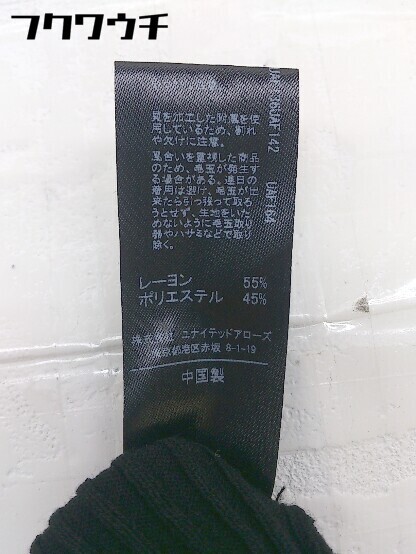 フクワウチ
貝を加工した附属を使
用しているため、割れ
や欠けに注意。
風合いを重視した商品
のため、毛玉が発生す
る場合がある。連日の
着用は避け、毛玉が出
来たら引っ張って取ろ
うとせず、生地をいた
めないように毛玉取り
器やハサミなどで取り
除く。
レーヨン 55%
ポリエステル 45%
株式会社 ユナイテッドアローズ
東京都港区赤坂 8-1-19
中国製
UAF164